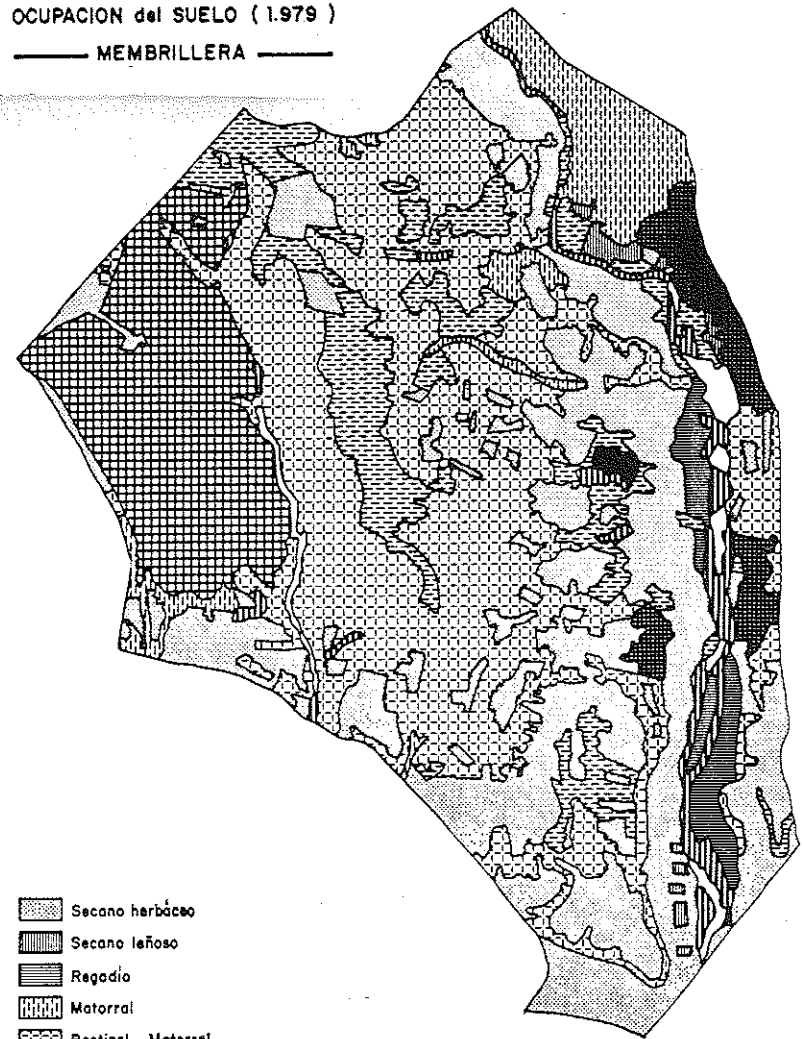 OCUPACION del SUELO ( 1.979 )
MEMBRILLERA
Secano herbáceo
Secano leñoso
Regadío
Matorral
Pastizal - Matorral